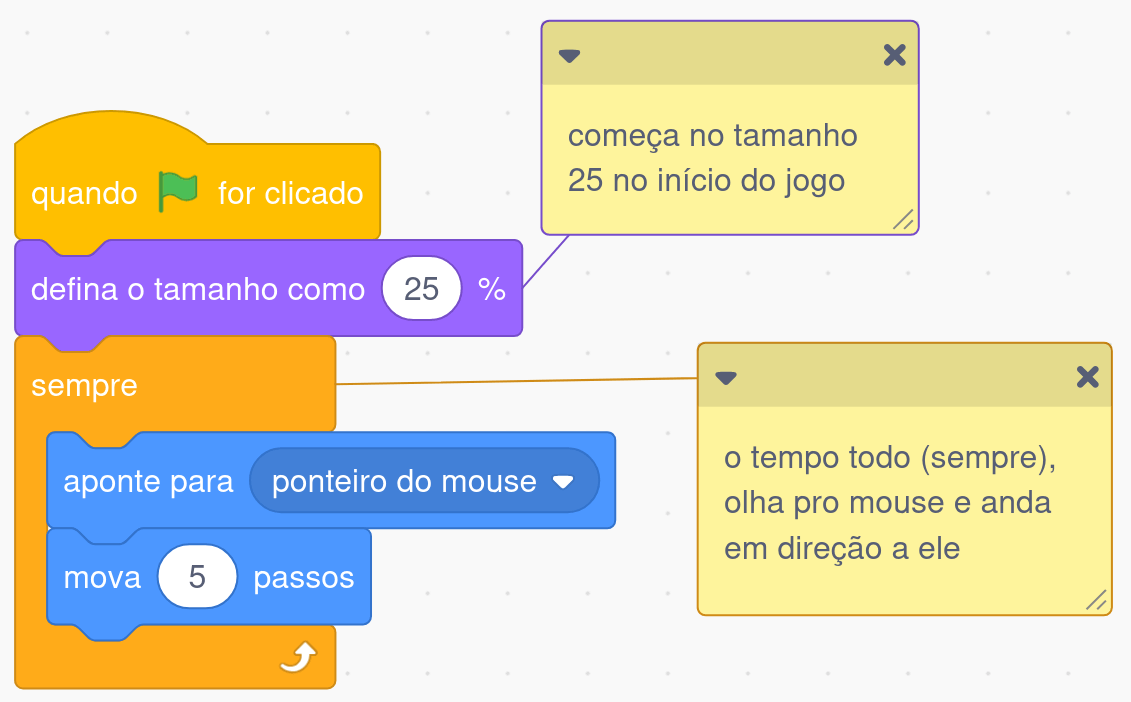 começa no tamanho
25 no início do jogo
quando for clicado
defina o tamanho como 25 %
sempre
aponte para ponteiro do mouse
mova 5 passos
o tempo todo (sempre),
olha pro mouse e anda
em direção a ele